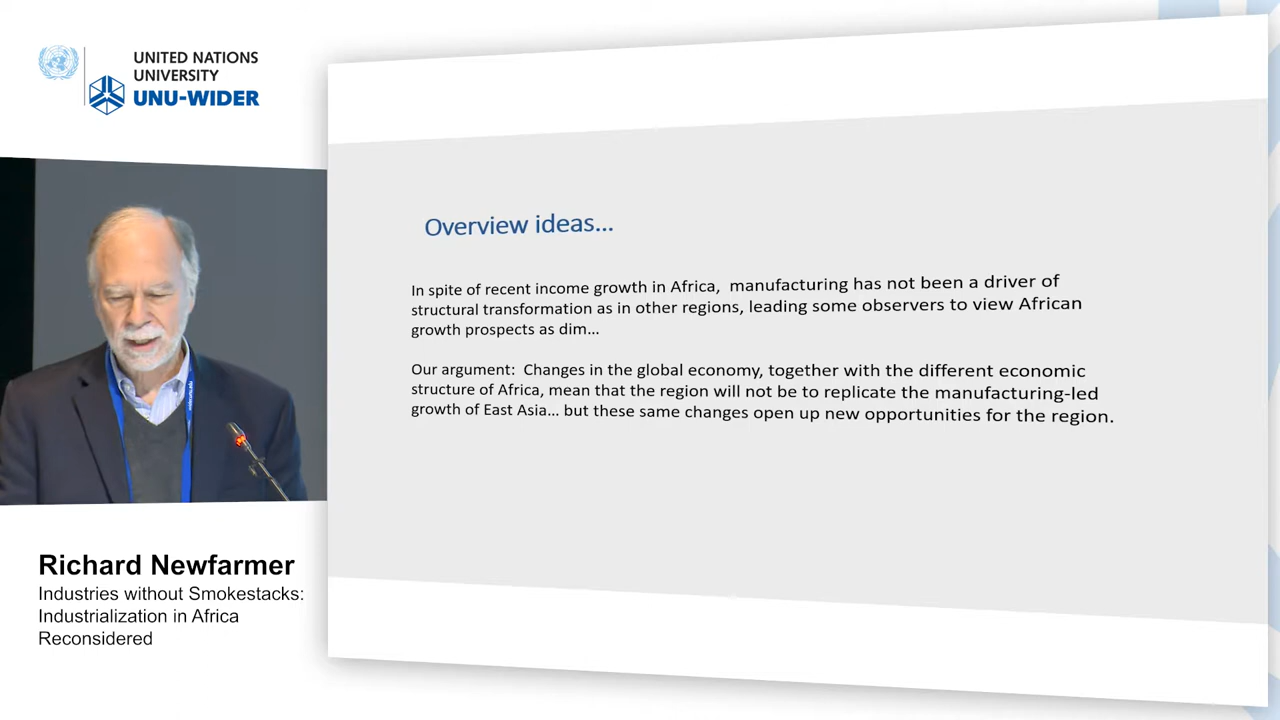 UNITED NATIONS
UNIVERSITY
UNU-WIDER
Overview ideas...
In spite of recent income growth in Africa, manufacturing has not been a driver of
structural transformation as in other regions, leading some observers to view African
growth prospects as dim...
Our argument: Changes in the global economy, together with the different economic
structure of Africa, mean that the region will not be to replicate the manufacturing-led
growth of East Asia... but these same changes open up new opportunities for the region.
Richard Newfarmer
Industries without Smokestacks:
Industrialization in Africa
Reconsidered